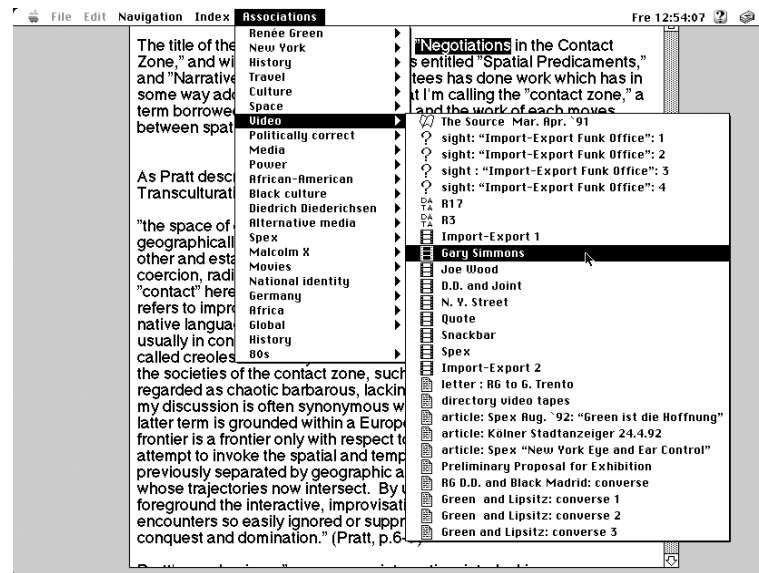 File Edit Navigation Index Associations Fre 12:54:07
Renée Green
New York
History
Travel
Culture
Space
Video
Politically correct
Media
Power
African-American
Black culture
Diedrich Diederichsen
Alternative media
Spex
Malcolm X
Movies
National identity
Germany
Africa
Global
History
80s
The Source Mar. Apr. `91
sight: “Import-Export Funk Office”: 1
sight: “Import-Export Funk Office”: 2
sight : “Import-Export Funk Office”: 3
sight: “Import-Export Funk Office”: 4
DATA R17
DATA R3
Import-Export 1
Gary Simmons
Joe Wood
D.D. and Joint
N. Y. Street
Quote
Snackbar
Spex
Import-Export 2
letter : RG to G. Trento
directory video tapes
article: Spex Aug. `92: “Green ist die Hoffnung”
article: Kölner Stadtanzeiger 24.4.92
article: Spex “New York Eye and Ear Control”
Preliminary Proposal for Exhibition
RG D.D. and Black Madrid: converse
Green and Lipsitz: converse 1
Green and Lipsitz: converse 2
Green and Lipsitz: converse 3
The title of the "Negotiations in the Contact
Zone," and wi s entitled "Spatial Predicaments,"
and "Narrative tees has done work which has in
some way add t I'm calling the "contact zone," a
term borrowe and the work of each moves
between spat
As Pratt descri
Transculturati
"the space of
geographicall
other and esta
coercion, radi
"contact" here
refers to impro
native langua
usually in con
called creoles
the societies of the contact zone, such
regarded as chaotic barbarous, lackin
my discussion is often synonymous w
latter term is grounded within a Europe
frontier is a frontier only with respect to
attempt to invoke the spatial and temp
previously separated by geographic a
whose trajectories now intersect. By u
foreground the interactive, improvisati
encounters so easily ignored or suppr
conquest and domination." (Pratt, p.6-